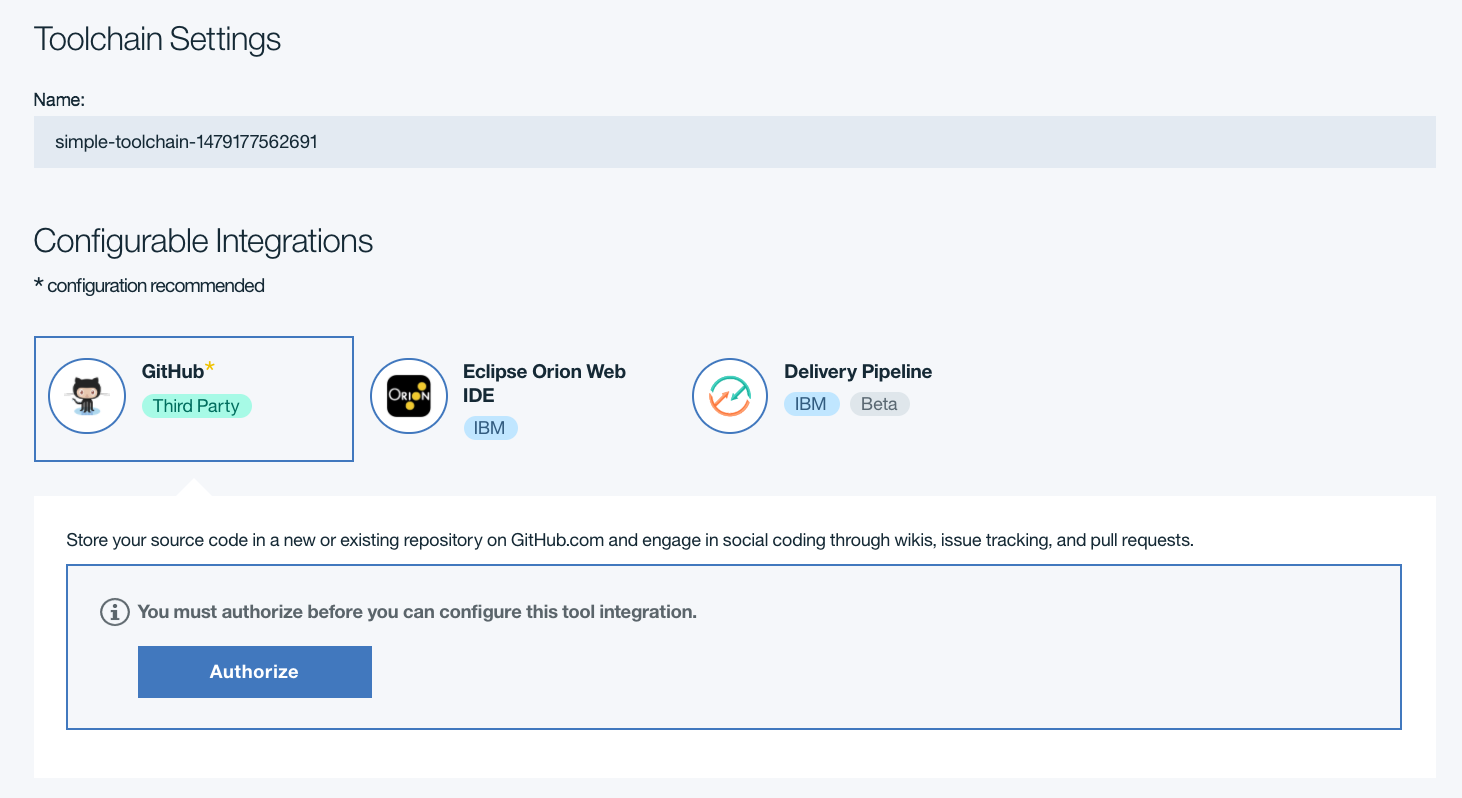 Toolchain Settings
Name:
simple-toolchain-1479177562691
Configurable Integrations
* configuration recommended
GitHub*
Third Party
ORION
Eclipse Orion Web
IDE
IBM
Delivery Pipeline
IBM Beta
Store your source code in a new or existing repository on GitHub.com and engage in social coding through wikis, issue tracking, and pull requests.
You must authorize before you can configure this tool integration.
Authorize